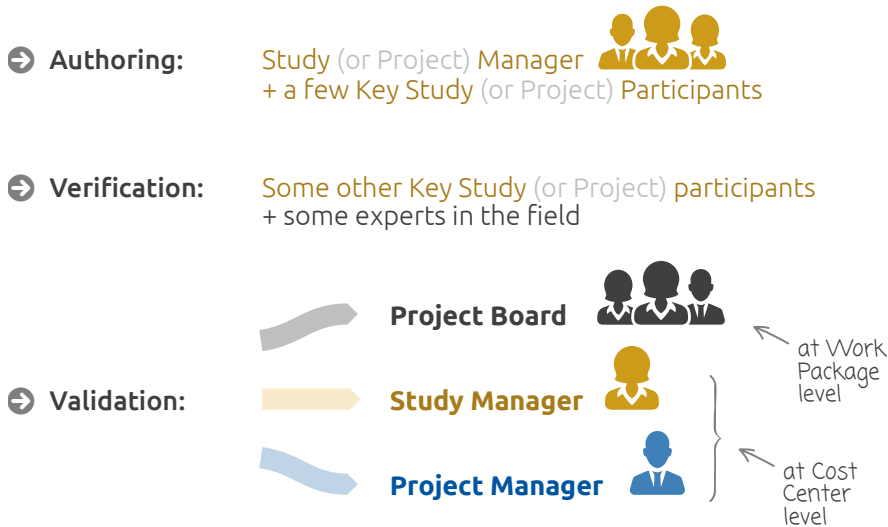 Authoring: Study (or Project) Manager
+ a few Key Study (or Project) Participants
Verification: Some other Key Study (or Project) participants
+ some experts in the field
Project Board
at Work
Package
level
Validation: Study Manager
Project Manager
at Cost
Center
level